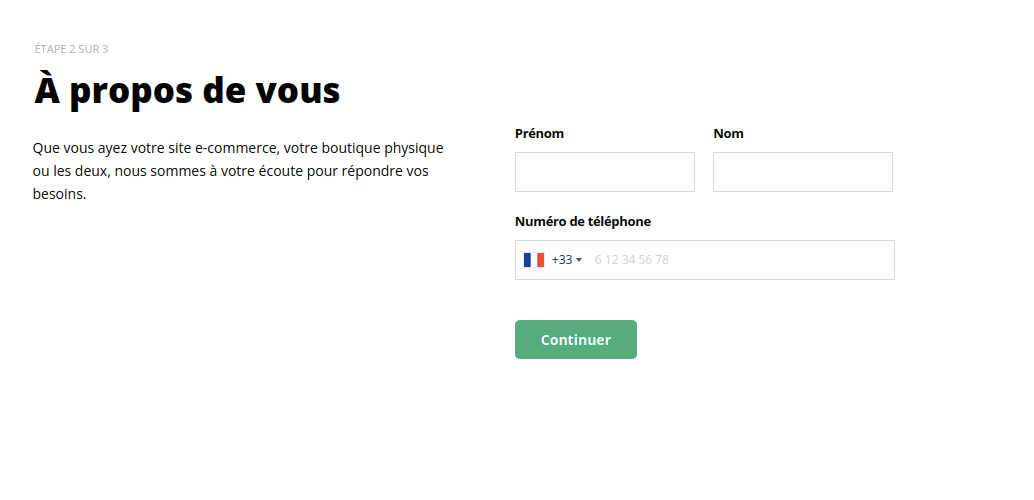 ÉTAPE 2 SUR 3
À propos de vous
Que vous ayez votre site e-commerce, votre boutique physique
ou les deux, nous sommes à votre écoute pour répondre vos
besoins.
Prénom
Nom
Numéro de téléphone
+33 6 12 34 56 78
Continuer